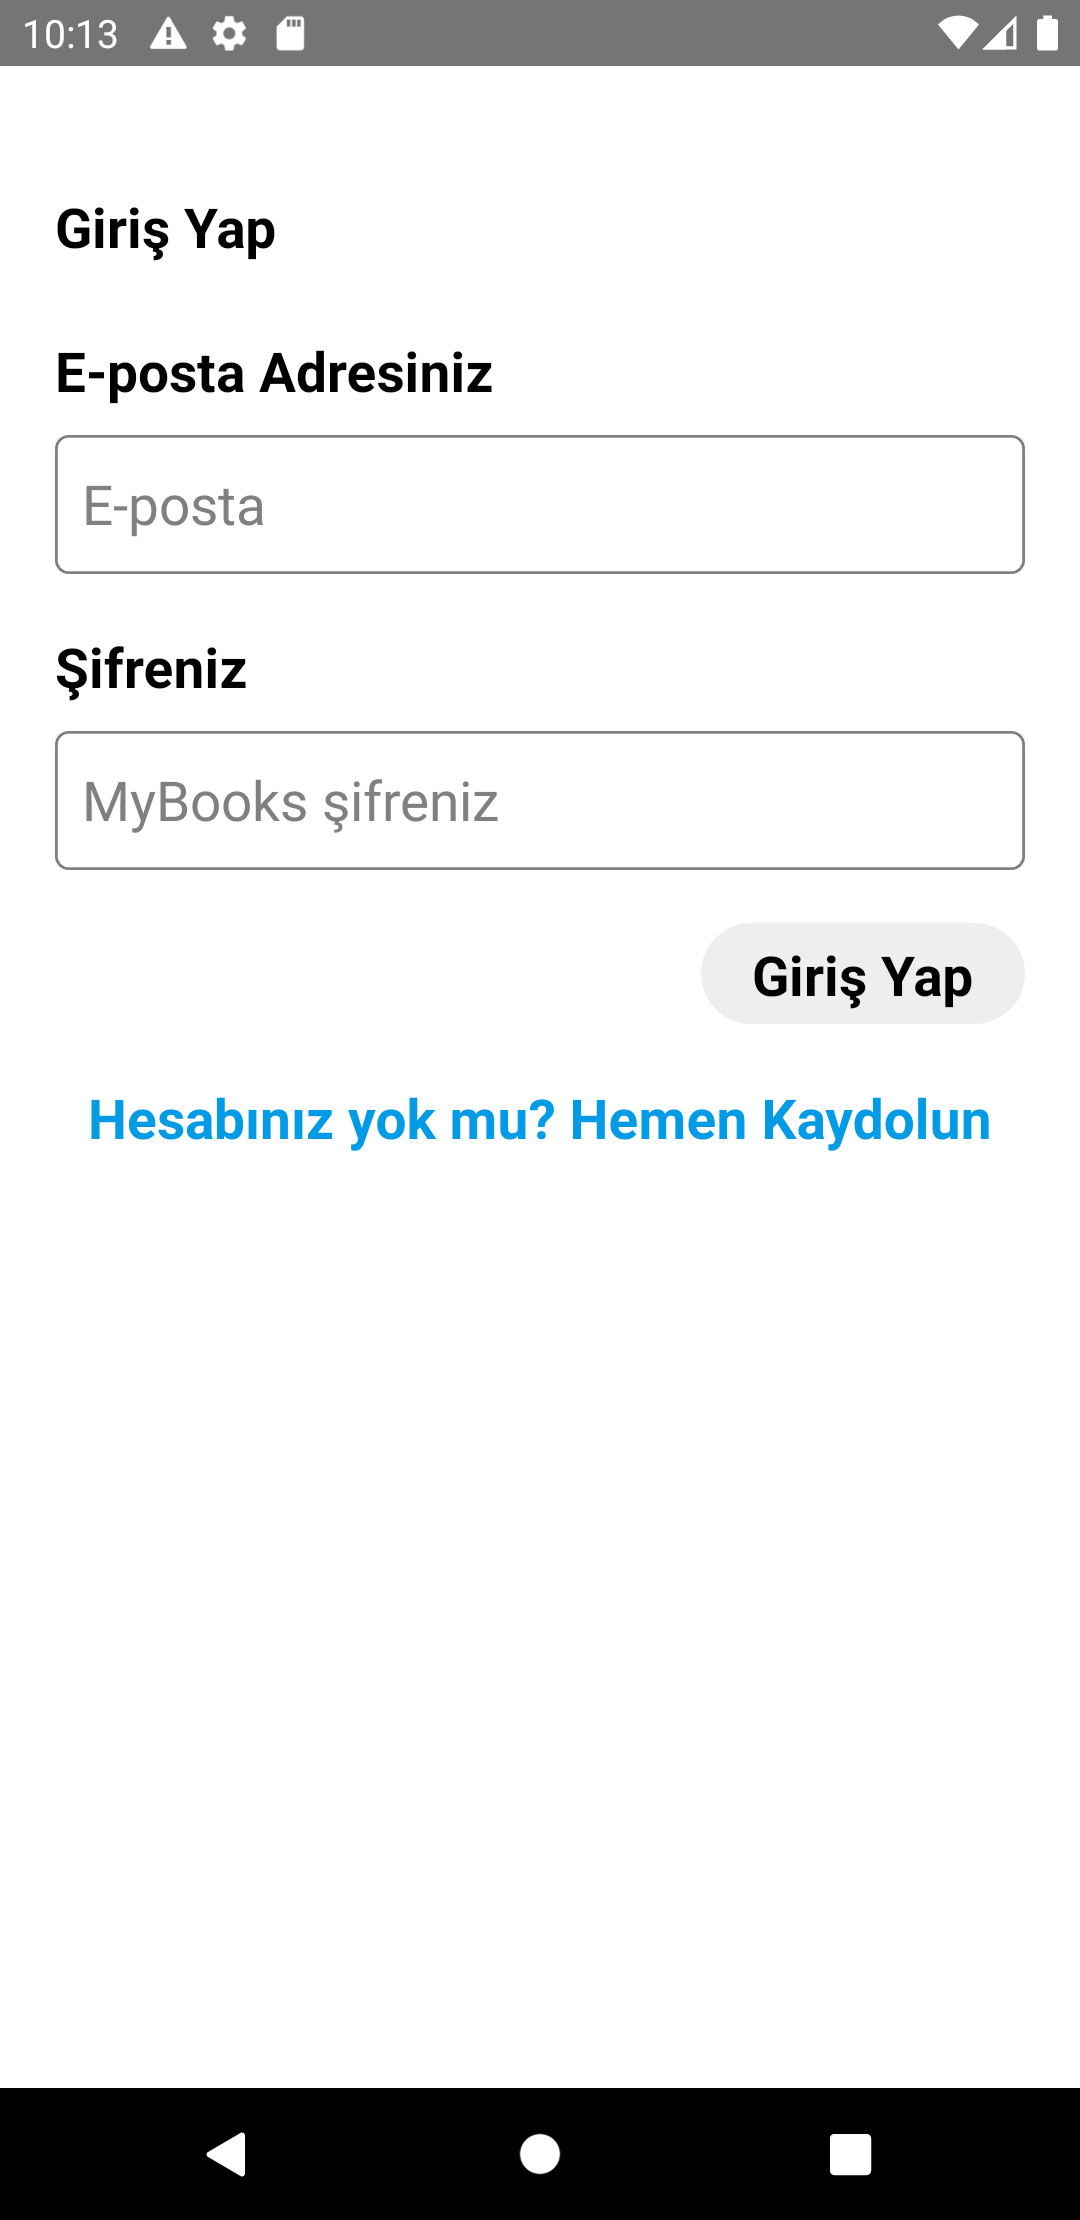 10:13
Giriş Yap
E-posta Adresiniz
E-posta
Şifreniz
MyBooks şifreniz
Giriş Yap
Hesabınız yok mu? Hemen Kaydolun